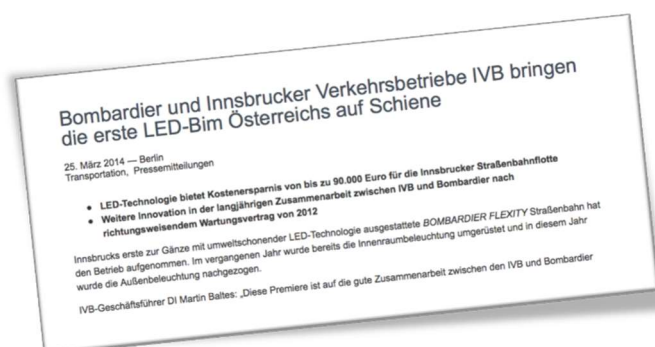 Bombardier und Innsbrucker Verkehrsbetriebe IVB bringen
die erste LED-Bim Österreichs auf Schiene
25. März 2014 — Berlin
Transportation, Pressemitteilungen
• LED-Technologie bietet Kostenersparnis von bis zu 90.000 Euro für die Innsbrucker Straßenbahnflotte
• Weitere Innovation in der langjährigen Zusammenarbeit zwischen IVB und Bombardier nach
richtungsweisendem Wartungsvertrag von 2012
Innsbrucks erste zur Gänze mit umweltschonender LED-Technologie ausgestattete BOMBARDIER FLEXITY Straßenbahn hat
den Betrieb aufgenommen. Im vergangenen Jahr wurde bereits die Innenraumbeleuchtung umgerüstet und in diesem Jahr
wurde die Außenbeleuchtung nachgezogen.
IVB-Geschäftsführer DI Martin Baltes: „Diese Premiere ist auf die gute Zusammenarbeit zwischen den IVB und Bombardier